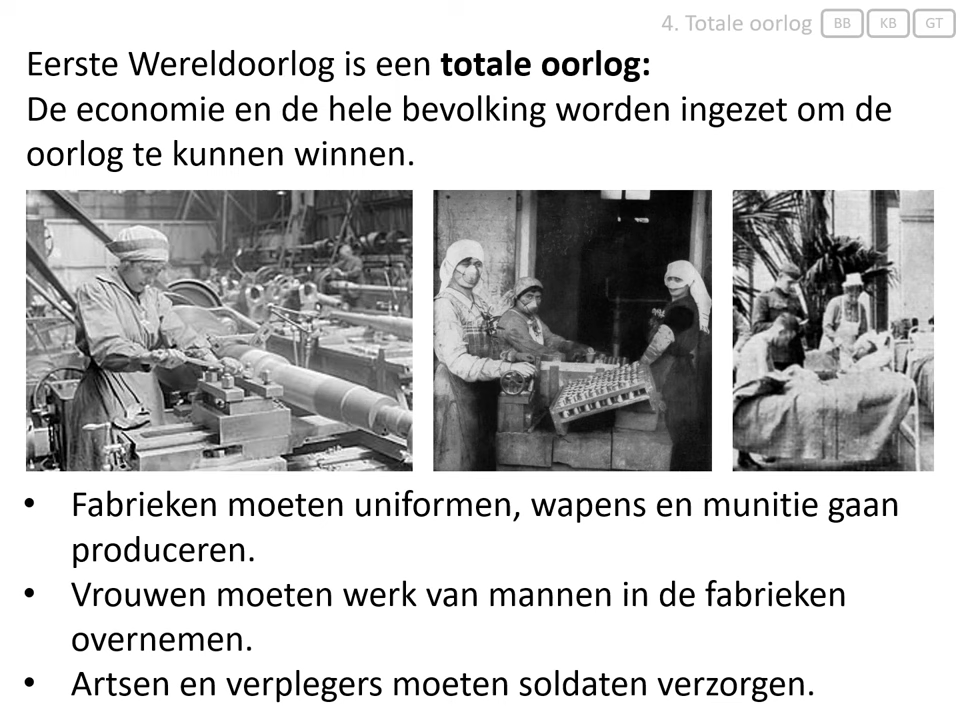 4. Totale oorlog BB KB GT
Eerste Wereldoorlog is een totale oorlog:
De economie en de hele bevolking worden ingezet om de
oorlog te kunnen winnen.
• Fabrieken moeten uniformen, wapens en munitie gaan
produceren.
• Vrouwen moeten werk van mannen in de fabrieken
overnemen.
• Artsen en verplegers moeten soldaten verzorgen.